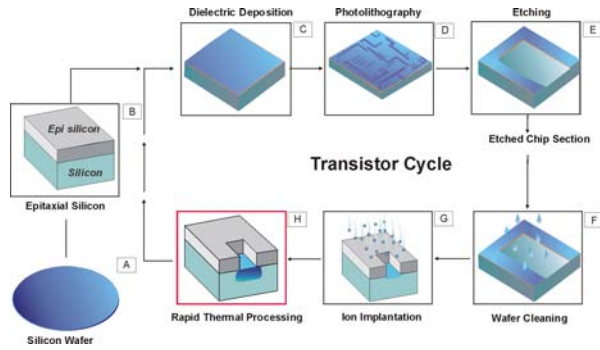 Dielectric Deposition
Photolithography
Etching
C
D
E
B
Epi silicon
Silicon
Etched Chip Section
Transistor Cycle
Epitaxial Silicon
H
G
F
A
Rapid Thermal Processing
Ion Implantation
Wafer Cleaning
Silicon Wafer